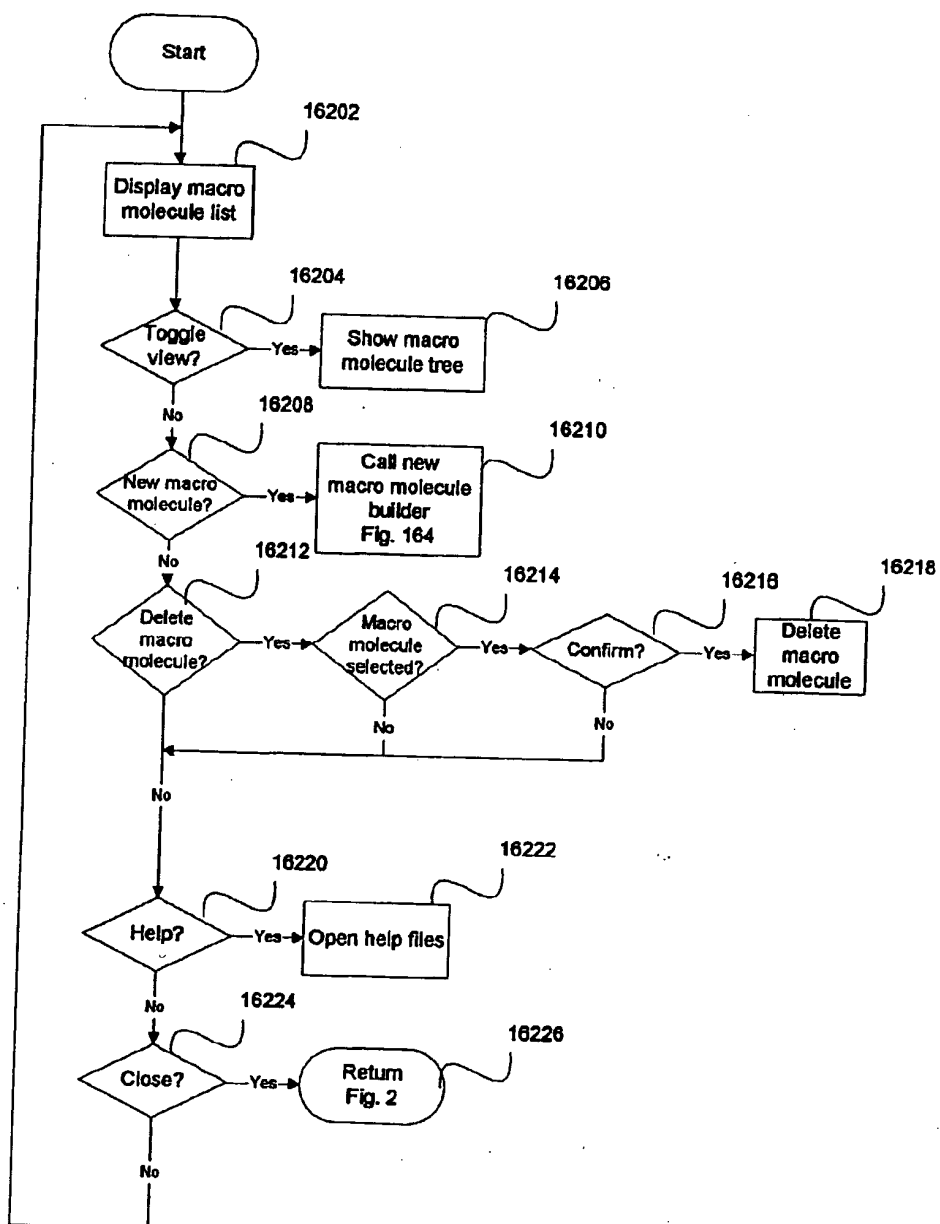 Start
16202
Display macro
molecule list
16204
Toggle
view?
Yes
16206
Show macro
molecule tree
No
16208
New macro
molecule?
Yes
16210
Call new
macro molecule
builder
Fig. 164
No
16212
Delete
macro
molecule?
Yes
16214
Macro
molecule
selected?
Yes
16216
Confirm?
Yes
16218
Delete
macro
molecule
No
No
No
16220
Help?
Yes
16222
Open help files
No
16224
Close?
Yes
16226
Return
Fig. 2
No